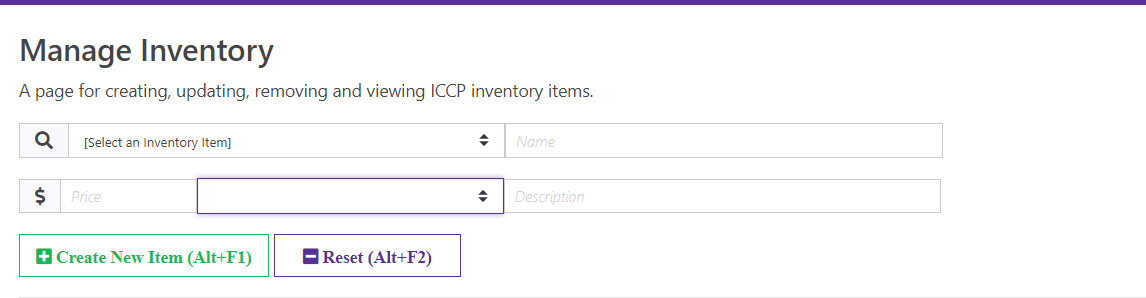 Manage Inventory
A page for creating, updating, removing and viewing ICCP inventory items.
[Select an Inventory Item] Name
$ Price Description
Create New Item (Alt+F1) Reset (Alt+F2)